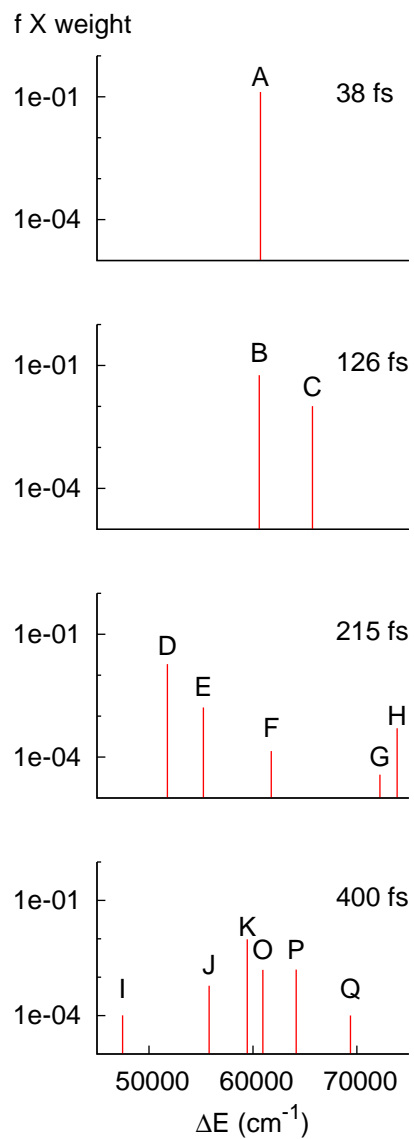 f X weight
1e-01
A
38 fs
1e-04
1e-01
B
C
126 fs
1e-04
1e-01
D
E
F
G
H
215 fs
1e-04
1e-01
I
J
K
O
P
Q
400 fs
1e-04
50000 60000 70000
ΔE (cm⁻¹)